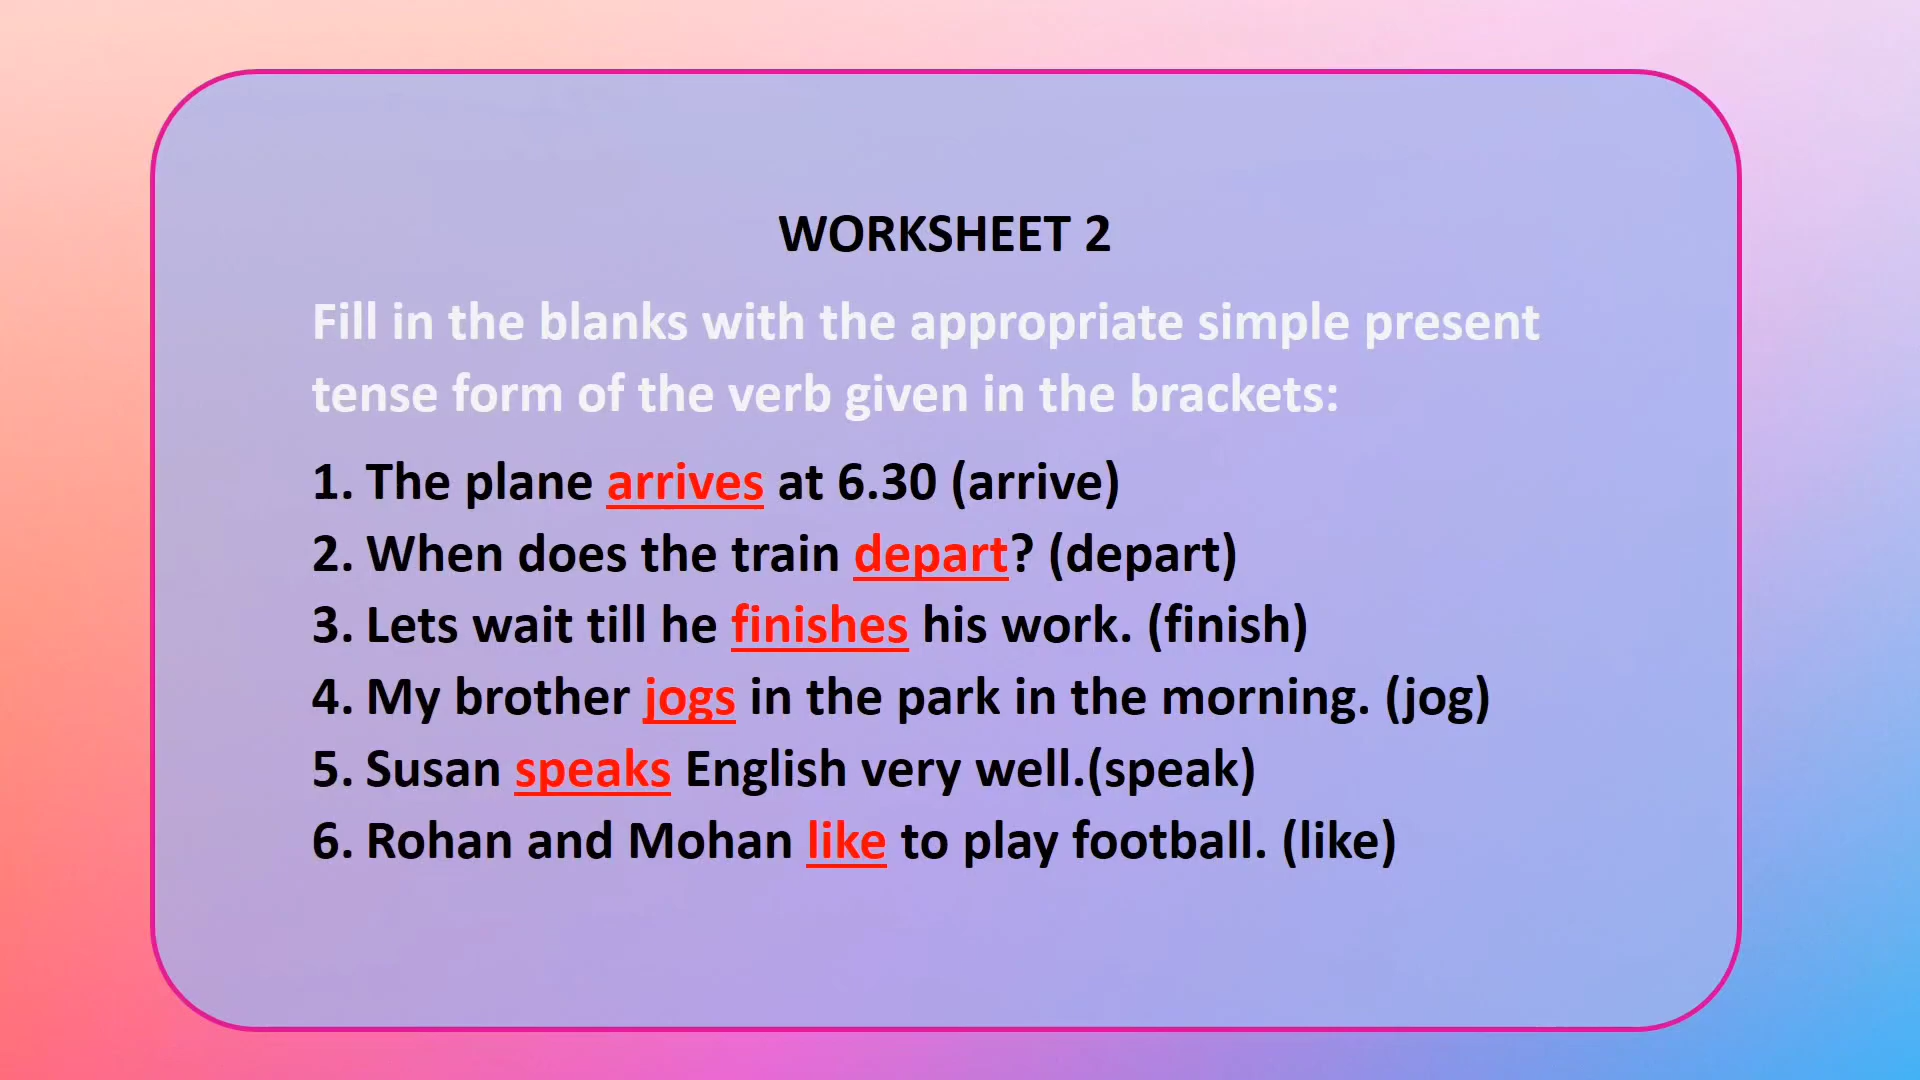 WORKSHEET 2
Fill in the blanks with the appropriate simple present
tense form of the verb given in the brackets:
1. The plane arrives at 6.30 (arrive)
2. When does the train depart? (depart)
3. Lets wait till he finishes his work. (finish)
4. My brother jogs in the park in the morning. (jog)
5. Susan speaks English very well.(speak)
6. Rohan and Mohan like to play football. (like)